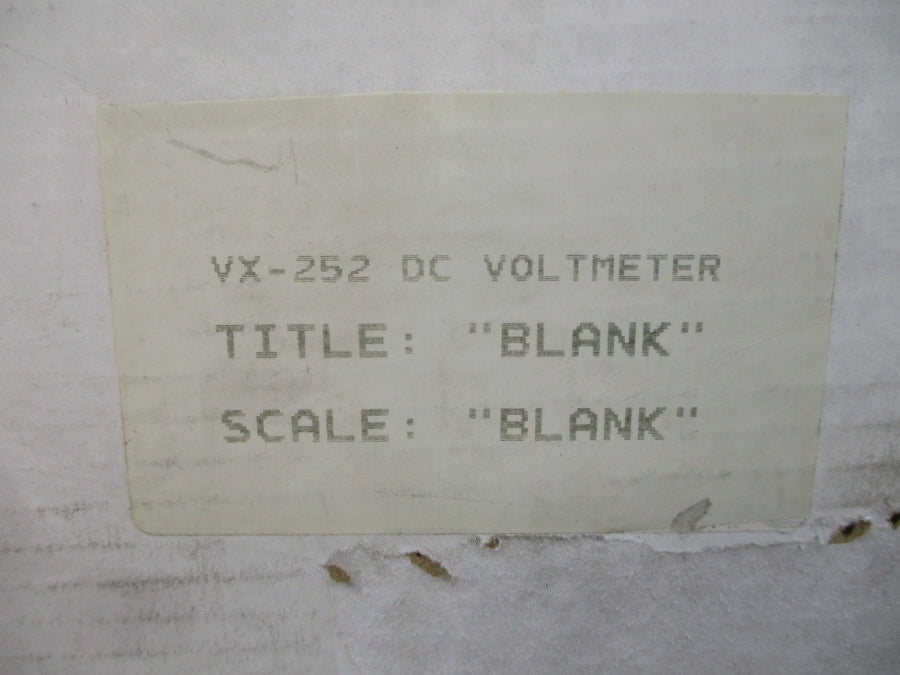 VX-252 DC VOLTMETER
TITLE: "BLANK"
SCALE: "BLANK"